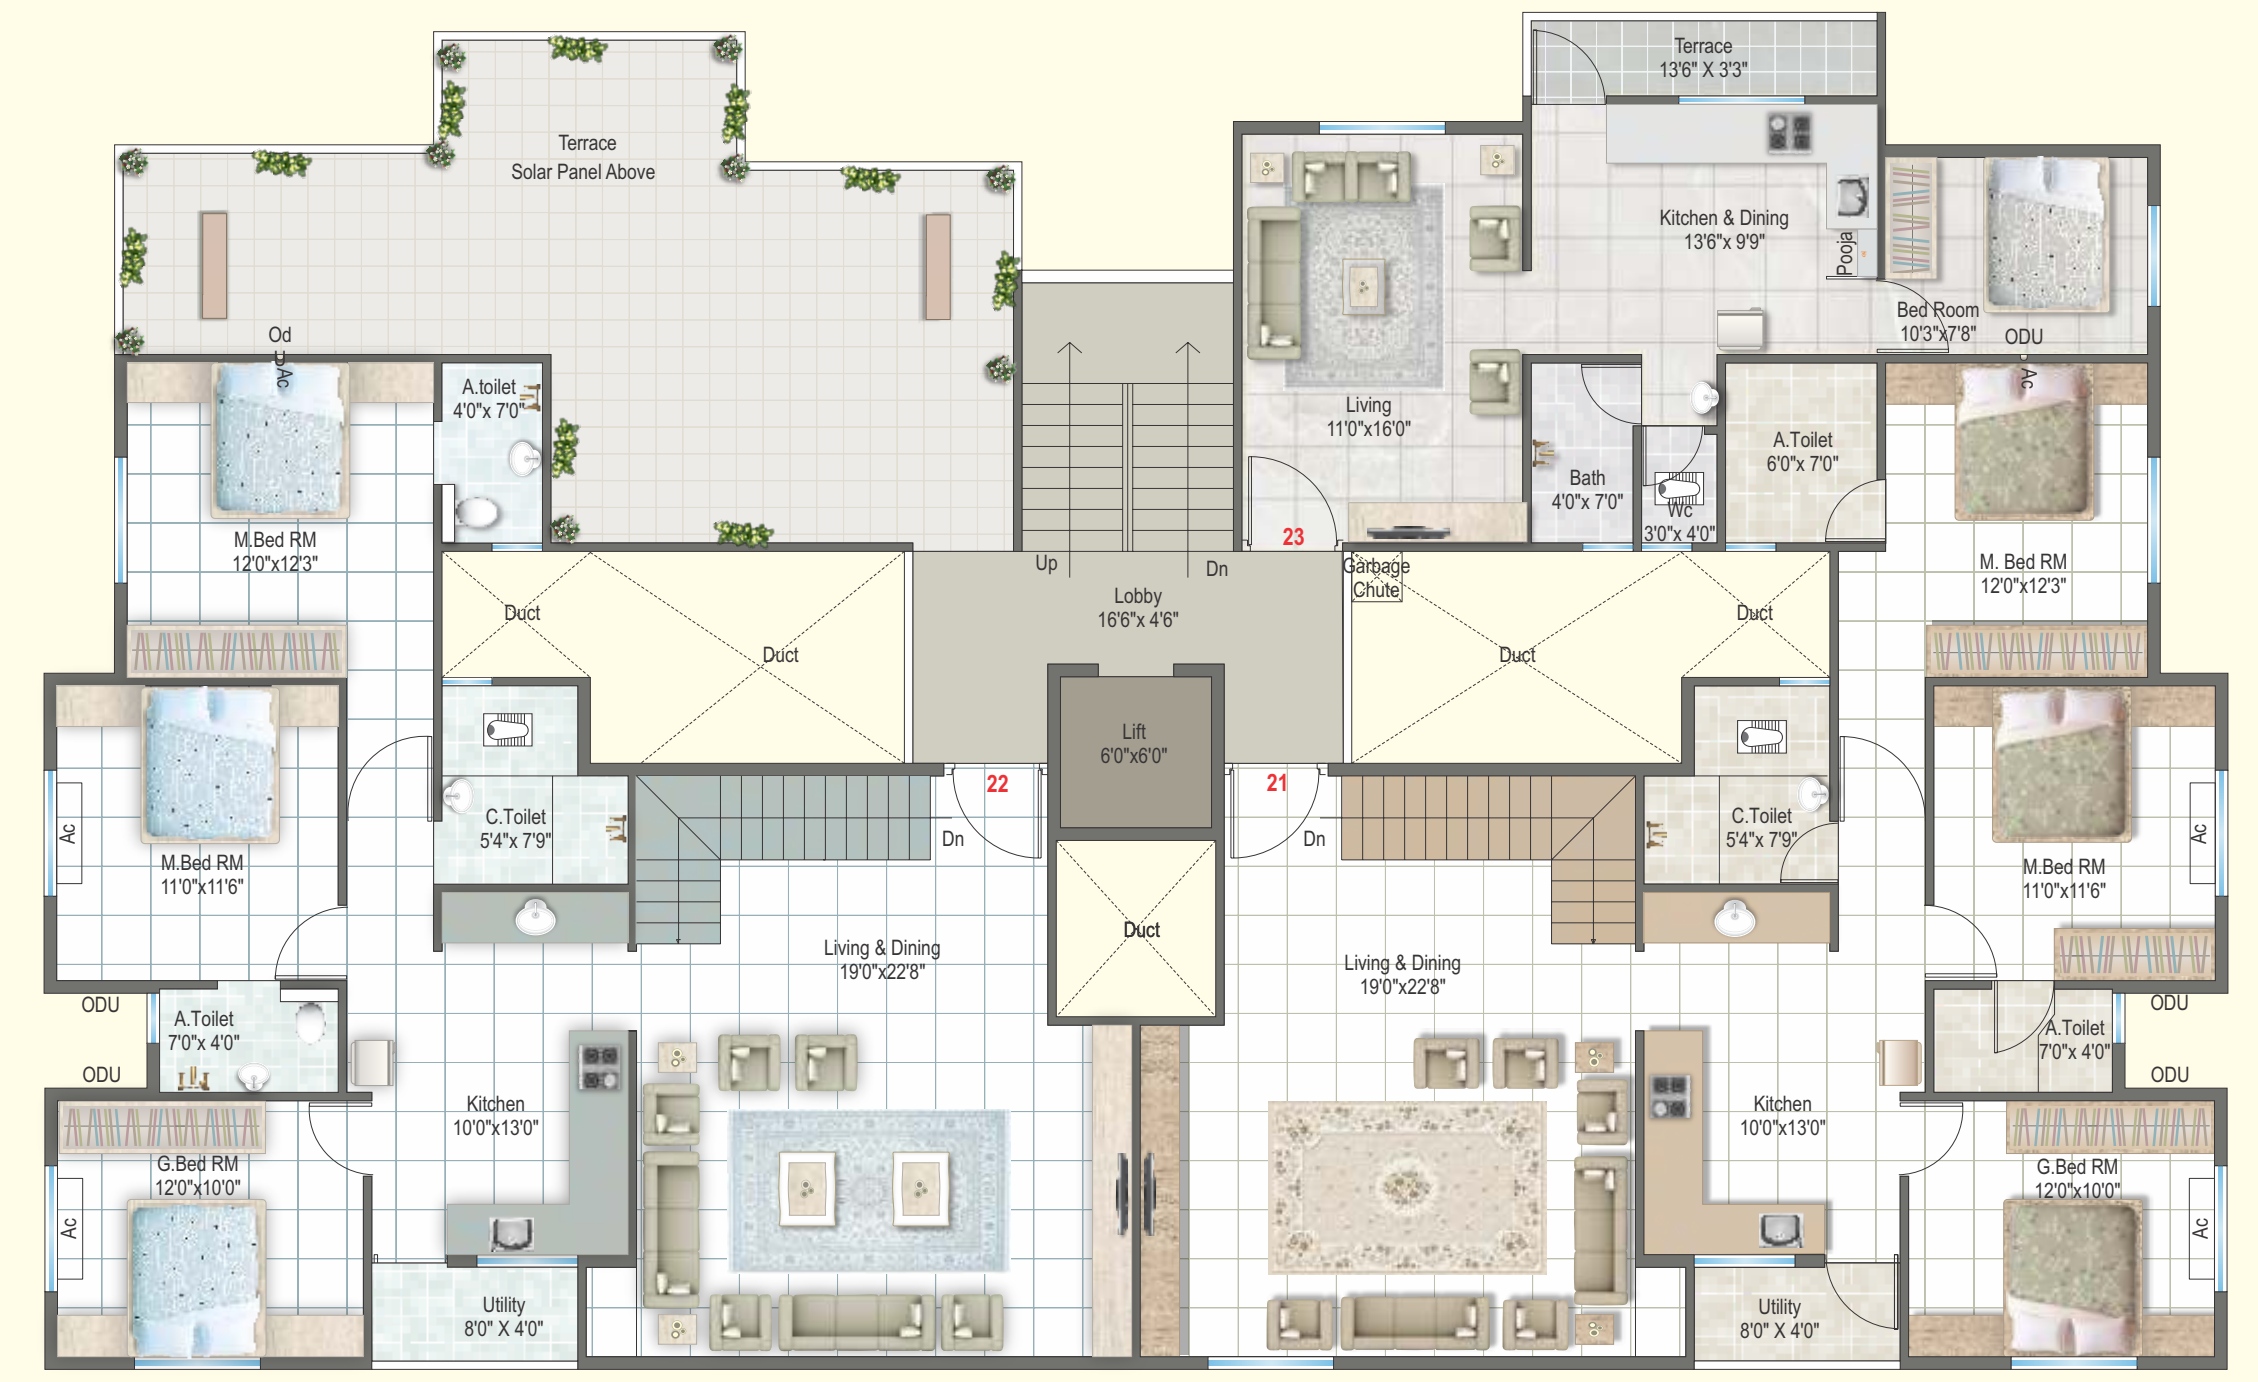 Terrace
13'6" X 3'3"
Terrace
Solar Panel Above
Kitchen & Dining
13'6"x 9'9"
Pooja
Bed Room
10'3"x7'8"
ODU
Ac
Od
U
Ac
A.toilet
4'0"x 7'0"
Living
11'0"x16'0"
A.Toilet
6'0"x 7'0"
Bath
4'0"x 7'0"
Wc
3'0"x 4'0"
M.Bed RM
12'0"x12'3"
23
Up
Dn
Garbage
Chute
M. Bed RM
12'0"x12'3"
Lobby
16'6"x 4'6"
Duct
Duct
Duct
Duct
Lift
6'0"x6'0"
22
21
C.Toilet
5'4"x 7'9"
Dn
Dn
C.Toilet
5'4"x 7'9"
Ac
M.Bed RM
11'0"x11'6"
M.Bed RM
11'0"x11'6"
Ac
Living & Dining
19'0"x22'8"
Duct
Living & Dining
19'0"x22'8"
ODU
A.Toilet
7'0"x 4'0"
ODU
ODU
A.Toilet
7'0"x 4'0"
ODU
Kitchen
10'0"x13'0"
Kitchen
10'0"x13'0"
G.Bed RM
12'0"x10'0"
Ac
G.Bed RM
12'0"x10'0"
Ac
Utility
8'0" X 4'0"
Utility
8'0" X 4'0"